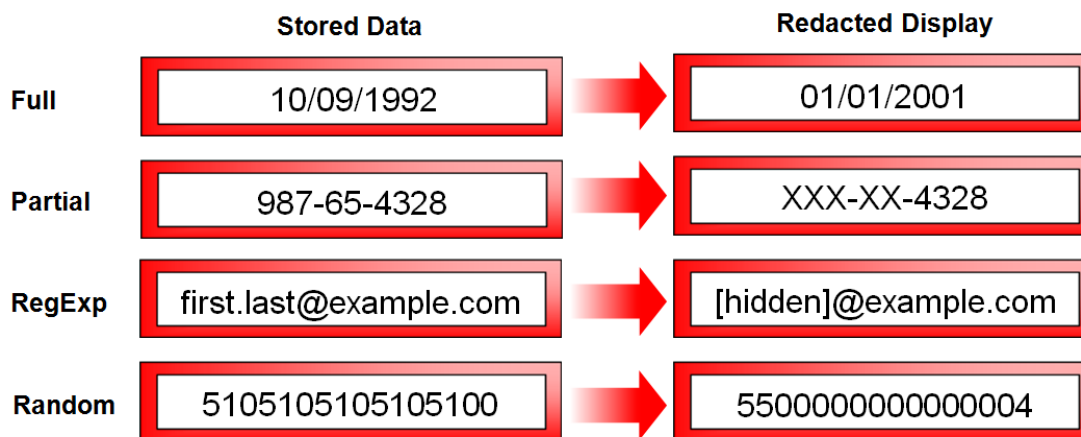 Stored Data Redacted Display
Full 10/09/1992 01/01/2001
Partial 987-65-4328 XXX-XX-4328
RegExp first.last@example.com [hidden]@example.com
Random 5105105105105100 5500000000000004